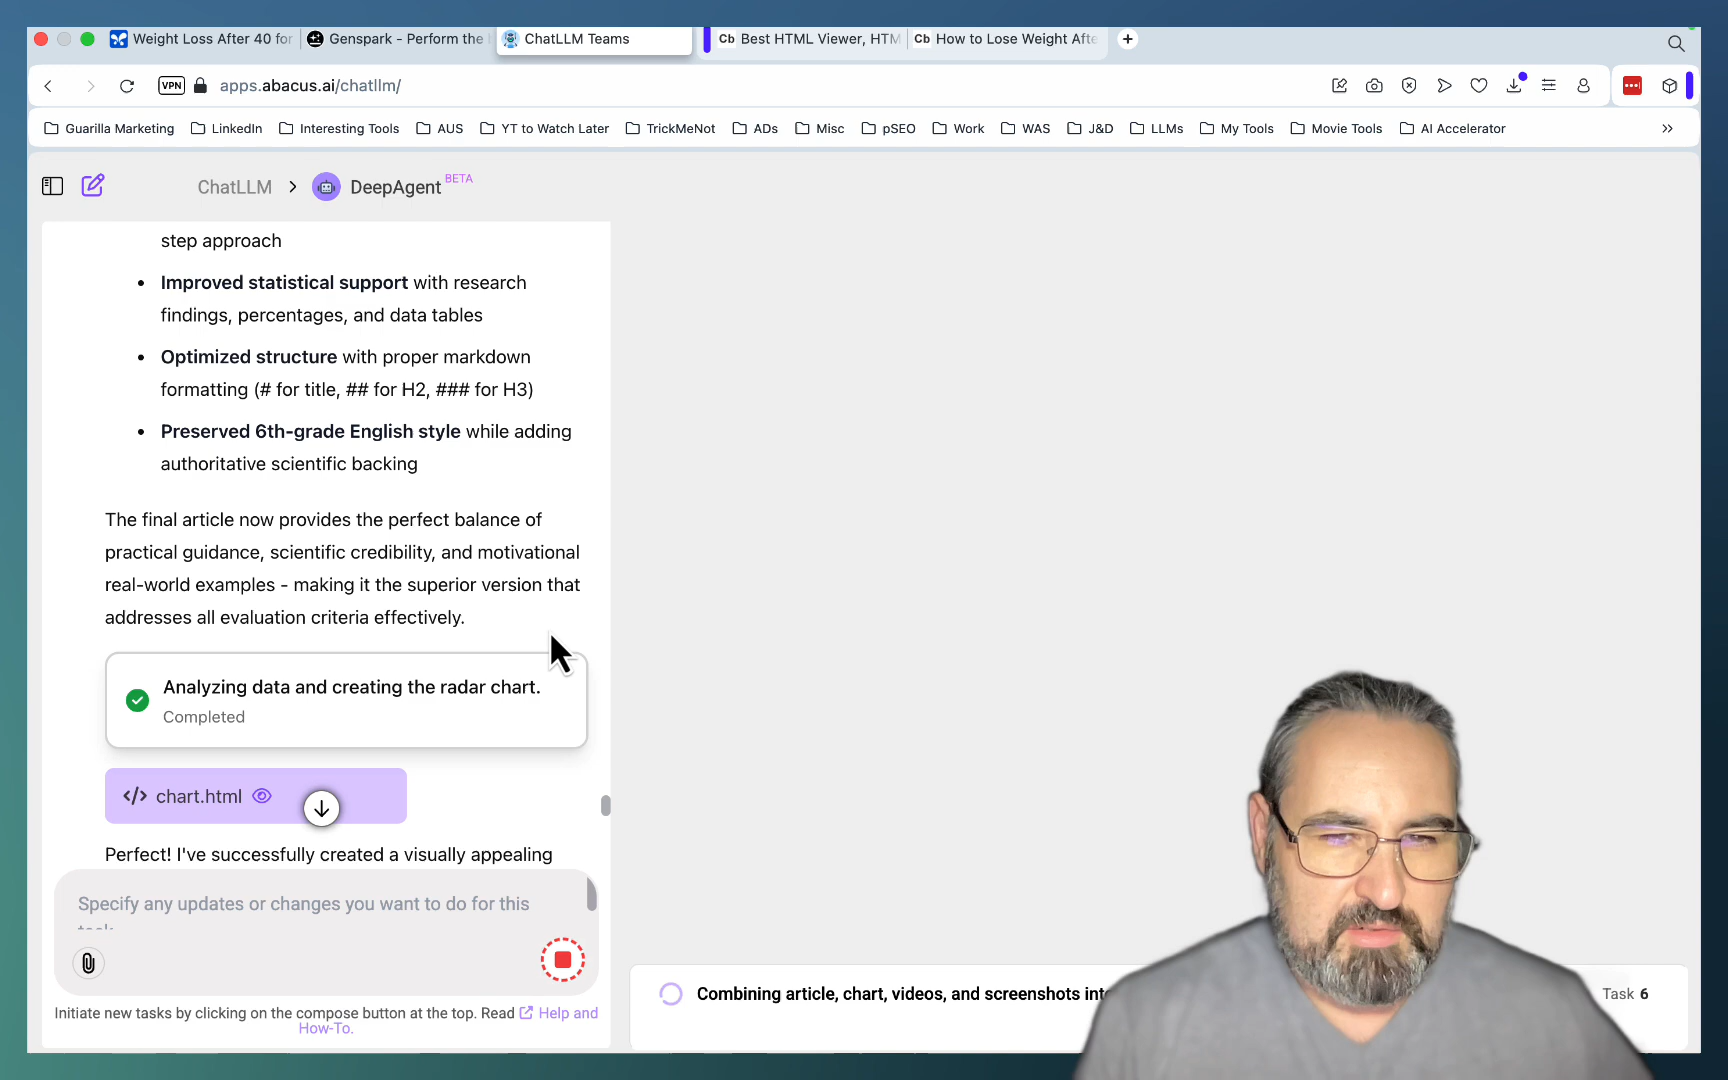 Weight Loss After 40 for
Genspark - Perform the
ChatLLM Teams
Cb Best HTML Viewer, HTM
Cb How to Lose Weight Afte
VPN apps.abacus.ai/chatllm/
Guarilla Marketing LinkedIn Interesting Tools AUS YT to Watch Later TrickMeNot ADs Misc pSEO Work WAS J&D LLMs My Tools Movie Tools AI Accelerator
ChatLLM > DeepAgent BETA
step approach
• Improved statistical support with research
findings, percentages, and data tables
• Optimized structure with proper markdown
formatting (# for title, ## for H2, ### for H3)
• Preserved 6th-grade English style while adding
authoritative scientific backing
The final article now provides the perfect balance of
practical guidance, scientific credibility, and motivational
real-world examples - making it the superior version that
addresses all evaluation criteria effectively.
Analyzing data and creating the radar chart.
Completed
</> chart.html
Perfect! I've successfully created a visually appealing
Specify any updates or changes you want to do for this
Initiate new tasks by clicking on the compose button at the top. Read Help and
How-To.
Combining article, chart, videos, and screenshots into
Task 6